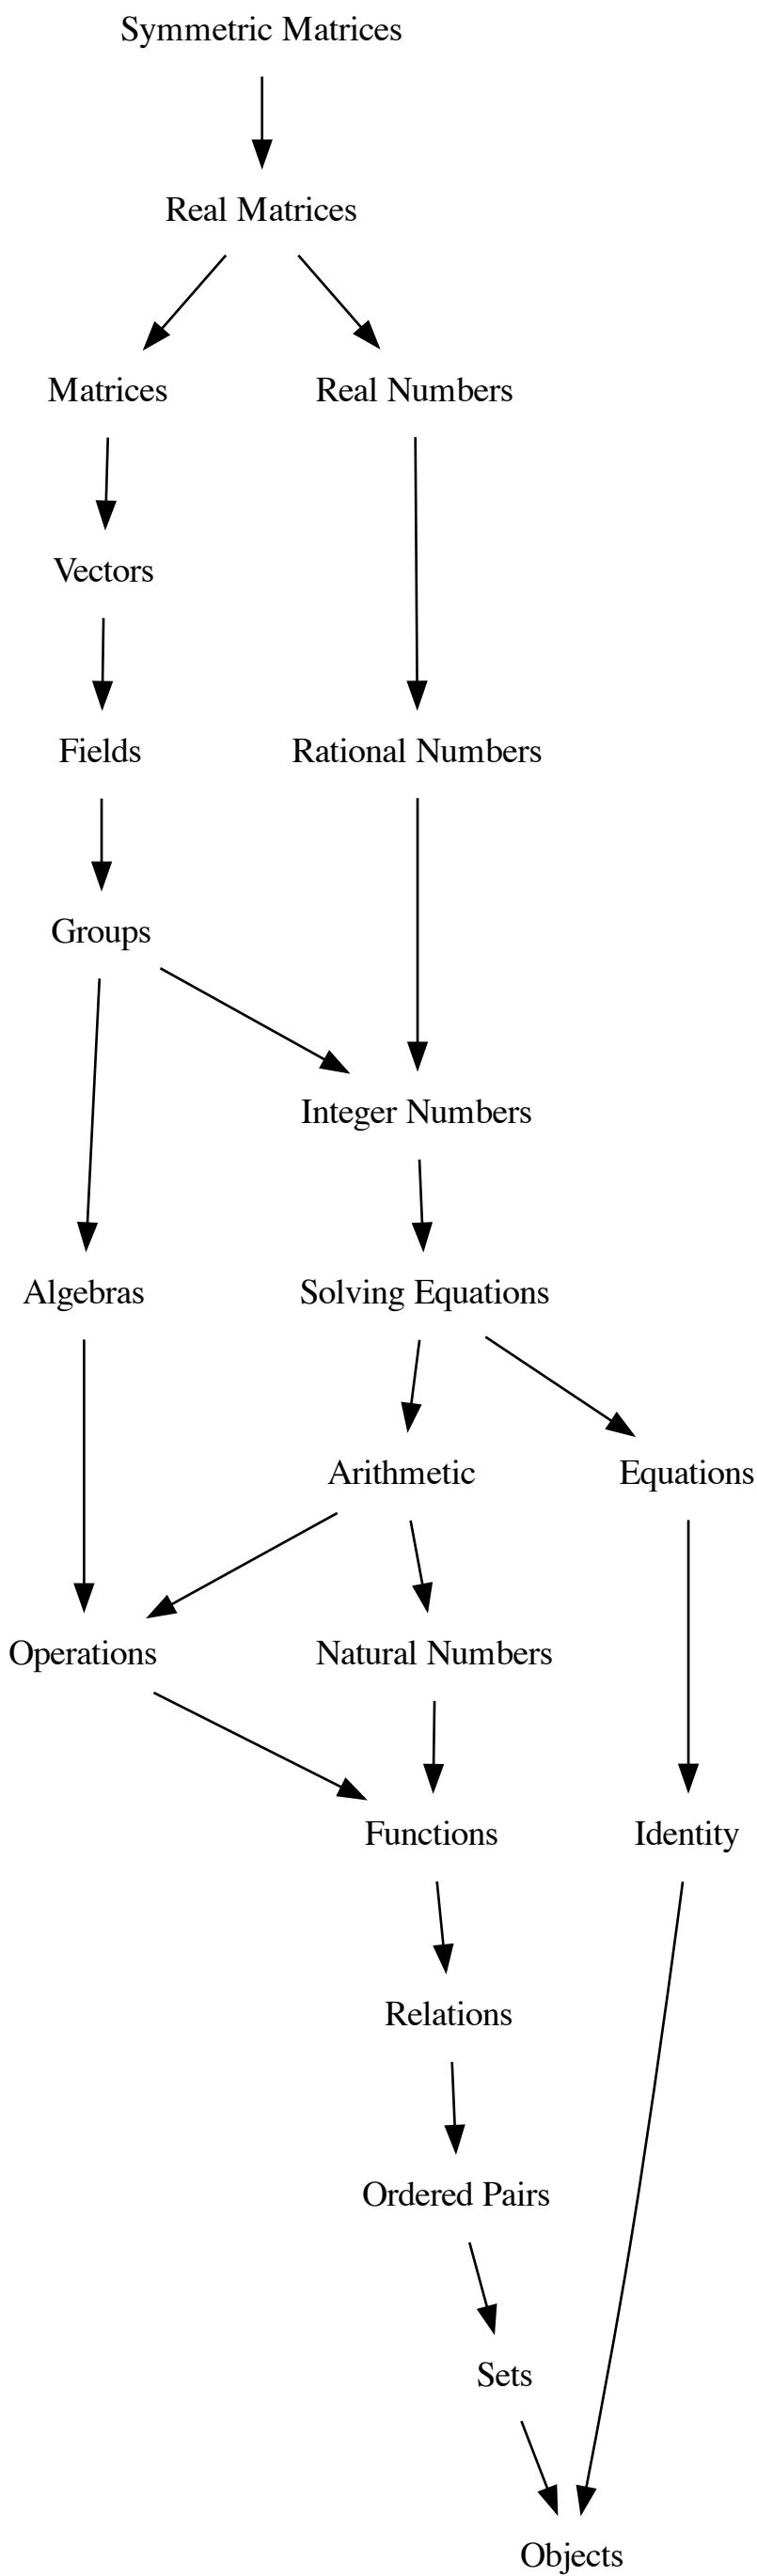 Symmetric Matrices
Real Matrices
Matrices
Real Numbers
Vectors
Fields
Rational Numbers
Groups
Integer Numbers
Algebras
Solving Equations
Arithmetic
Equations
Operations
Natural Numbers
Functions
Identity
Relations
Ordered Pairs
Sets
Objects